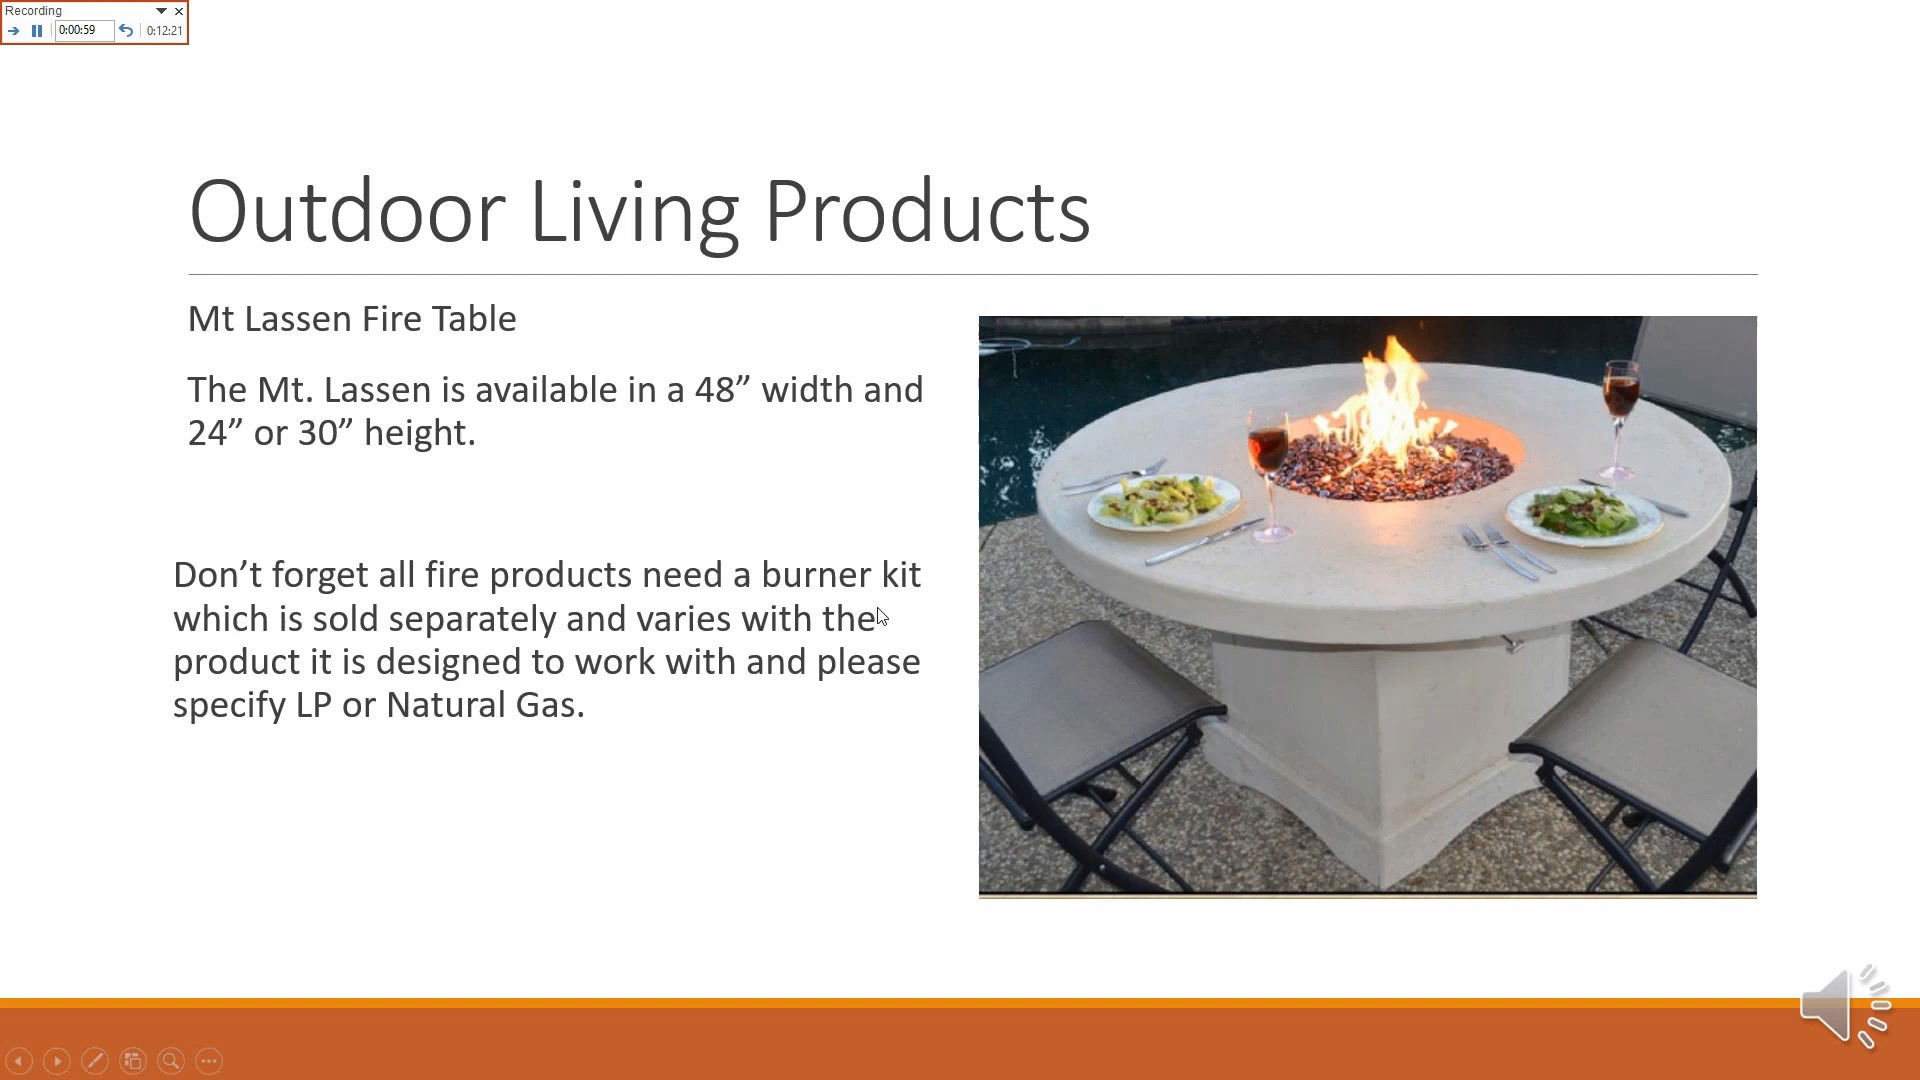 Recording
0:00:59
0:12:21
Outdoor Living Products
Mt Lassen Fire Table
The Mt. Lassen is available in a 48” width and
24” or 30” height.
Don’t forget all fire products need a burner kit
which is sold separately and varies with the
product it is designed to work with and please
specify LP or Natural Gas.